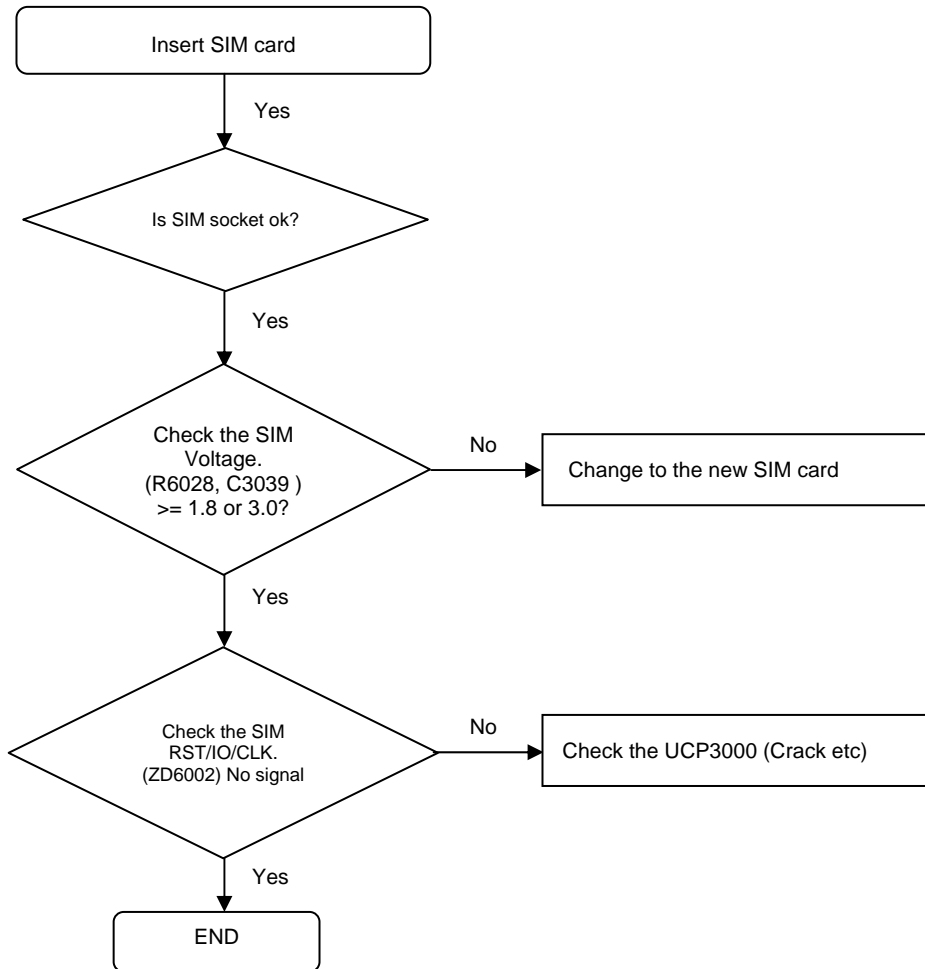 Insert SIM card
Yes
Is SIM socket ok?
Yes
Check the SIM
Voltage.
(R6028, C3039 )
>= 1.8 or 3.0?
No
Change to the new SIM card
Yes
Check the SIM
RST/IO/CLK.
(ZD6002) No signal
No
Check the UCP3000 (Crack etc)
Yes
END